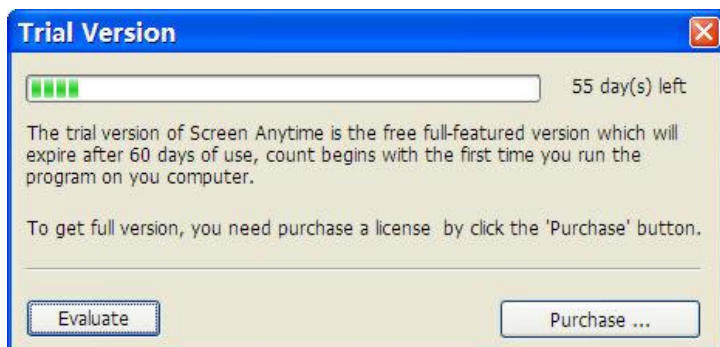 Trial Version
55 day(s) left
The trial version of Screen Anytime is the free full-featured version which will
expire after 60 days of use, count begins with the first time you run the
program on you computer.
To get full version, you need purchase a license by click the 'Purchase' button.
Evaluate
Purchase ...